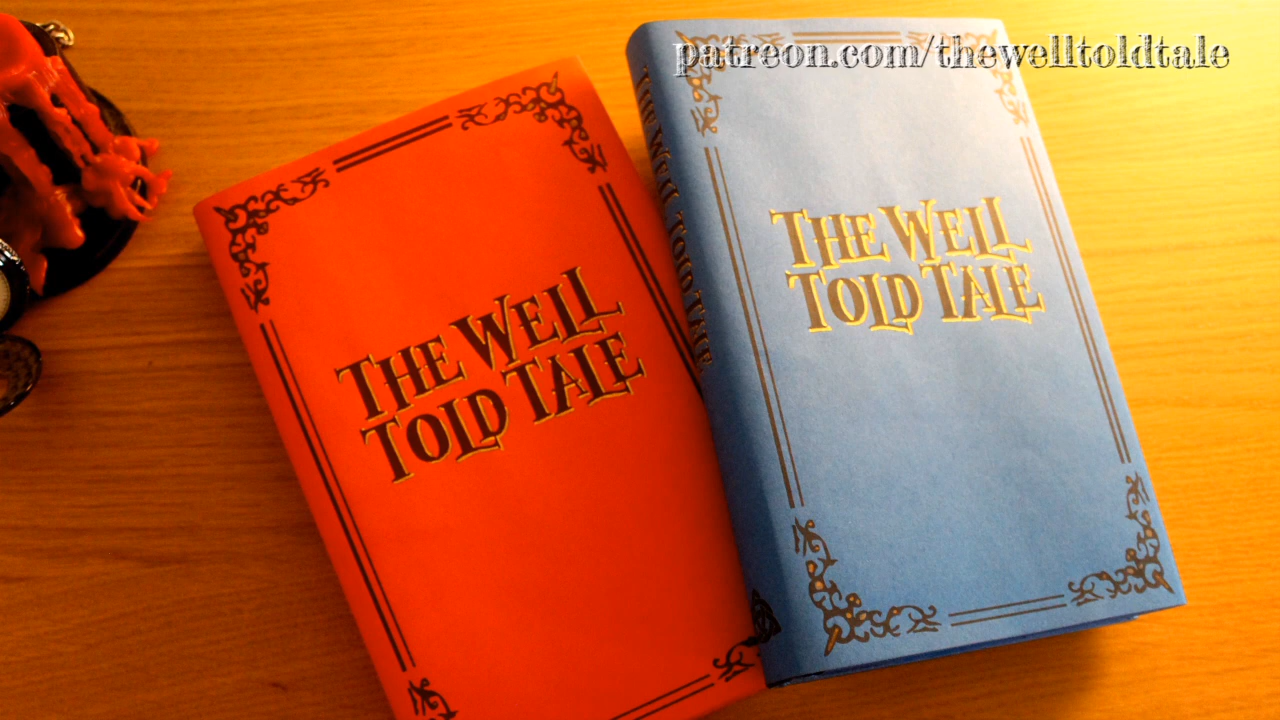 patreon.com/thewelltoldtale
THE WELL
TOLD TALE
THE WELL TOLD TALE
THE WELL
TOLD TALE